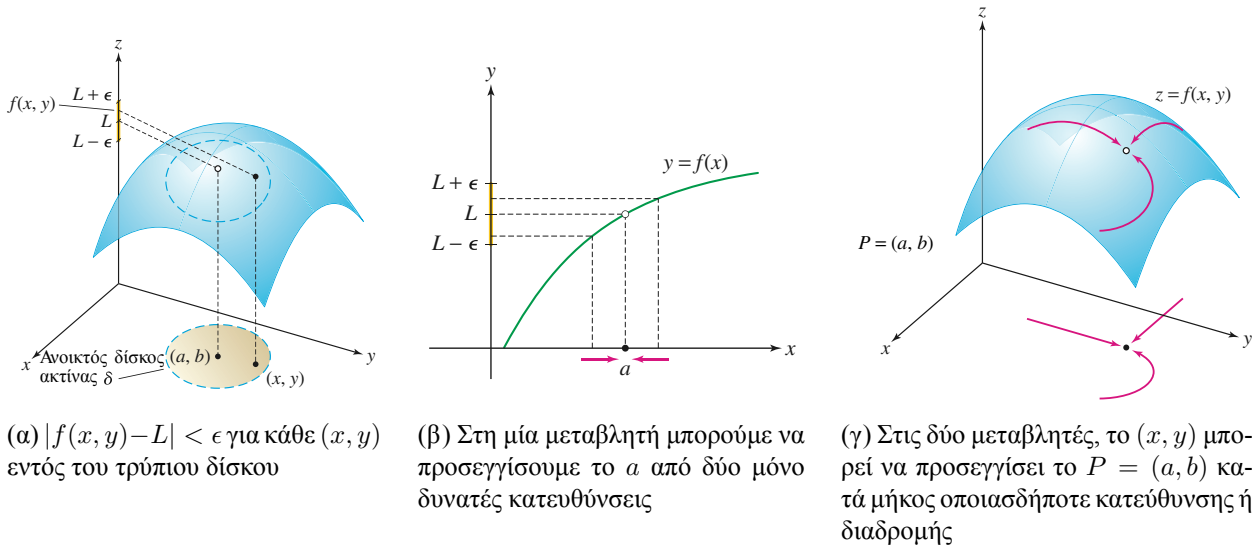 z
L + ϵ
f(x, y)
L
L − ϵ
x
y
Ανοικτός δίσκος
ακτίνας δ
(a, b)
(x, y)
(α) |f(x, y)−L| < ϵ για κάθε (x, y)
εντός του τρύπιου δίσκου
y
y = f(x)
L + ϵ
L
L − ϵ
x
a
(β) Στη μία μεταβλητή μπορούμε να
προσεγγίσουμε το a από δύο μόνο
δυνατές κατευθύνσεις
z
z = f(x, y)
P = (a, b)
x
y
(γ) Στις δύο μεταβλητές, το (x, y) μπο-
ρεί να προσεγγίσει το P = (a, b) κα-
τά μήκος οποιασδήποτε κατεύθυνσης ή
διαδρομής